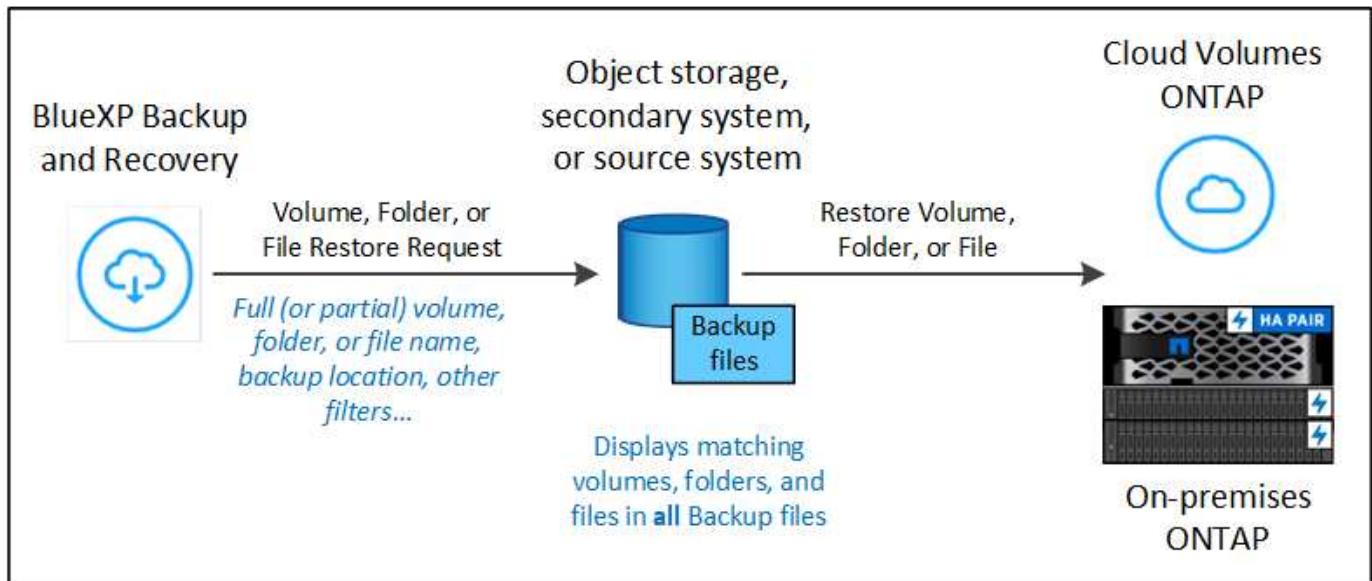 BlueXP Backup
and Recovery
Volume, Folder, or
File Restore Request
Full (or partial) volume,
folder, or file name,
backup location, other
filters...
Object storage,
secondary system,
or source system
Backup
files
Displays matching
volumes, folders, and
files in all Backup files
Restore Volume,
Folder, or File
Cloud Volumes
ONTAP
HA PAIR
On-premises
ONTAP